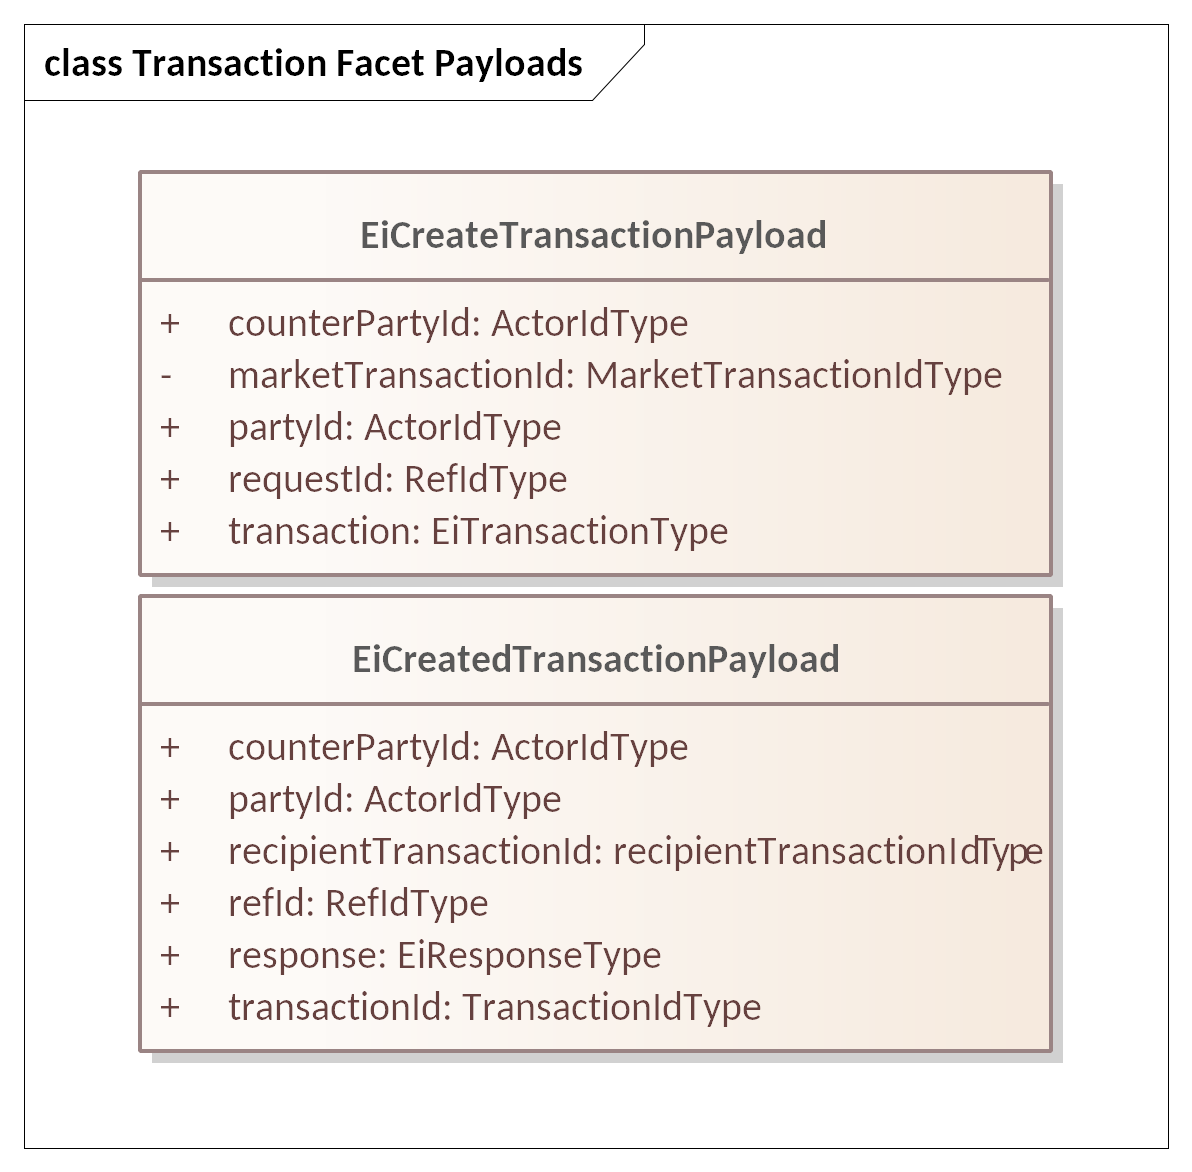 class Transaction Facet Payloads
EiCreateTransactionPayload
+ counterPartyId: ActorIdType
- marketTransactionId: MarketTransactionIdType
+ partyId: ActorIdType
+ requestId: RefIdType
+ transaction: EiTransactionType
EiCreatedTransactionPayload
+ counterPartyId: ActorIdType
+ partyId: ActorIdType
+ recipientTransactionId: recipientTransactionIdType
+ refId: RefIdType
+ response: EiResponseType
+ transactionId: TransactionIdType